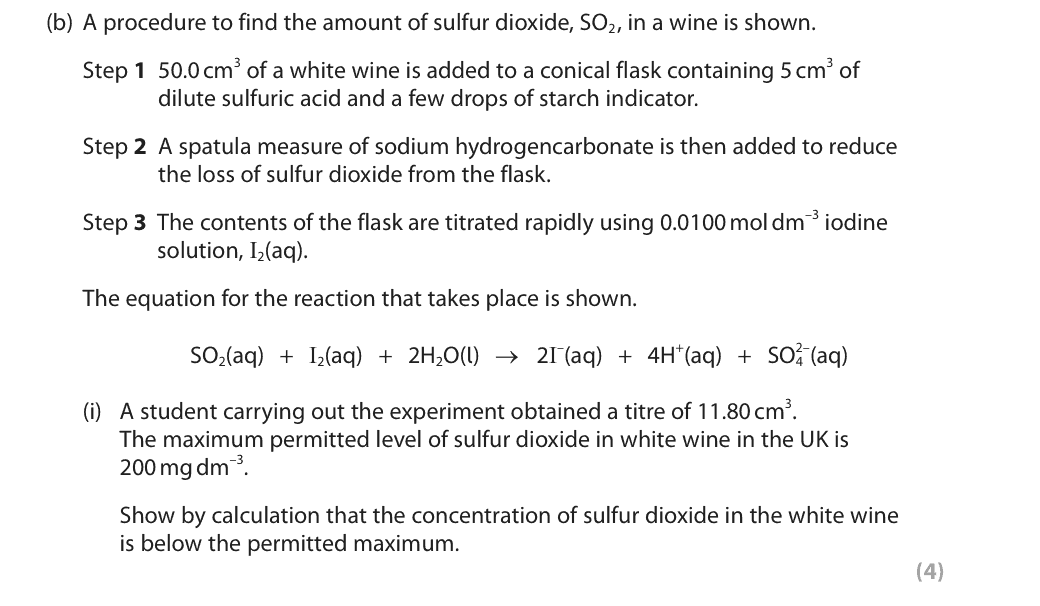 (b) A procedure to find the amount of sulfur dioxide, SO₂, in a wine is shown.
Step 1 50.0 cm³ of a white wine is added to a conical flask containing 5 cm³ of
dilute sulfuric acid and a few drops of starch indicator.
Step 2 A spatula measure of sodium hydrogencarbonate is then added to reduce
the loss of sulfur dioxide from the flask.
Step 3 The contents of the flask are titrated rapidly using 0.0100 mol dm⁻³ iodine
solution, I₂(aq).
The equation for the reaction that takes place is shown.
SO₂(aq) + I₂(aq) + 2H₂O(l) → 2I⁻(aq) + 4H⁺(aq) + SO₄²⁻(aq)
(i) A student carrying out the experiment obtained a titre of 11.80 cm³.
The maximum permitted level of sulfur dioxide in white wine in the UK is
200 mg dm⁻³.
Show by calculation that the concentration of sulfur dioxide in the white wine
is below the permitted maximum.
(4)